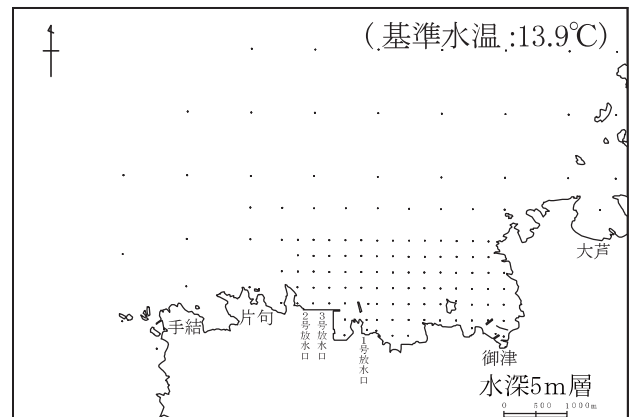 (基準水温:13.9℃)
大芦
手結
片句
2号放水口
3号放水口
1号放水口
御津
水深5m層
0 500 1000m